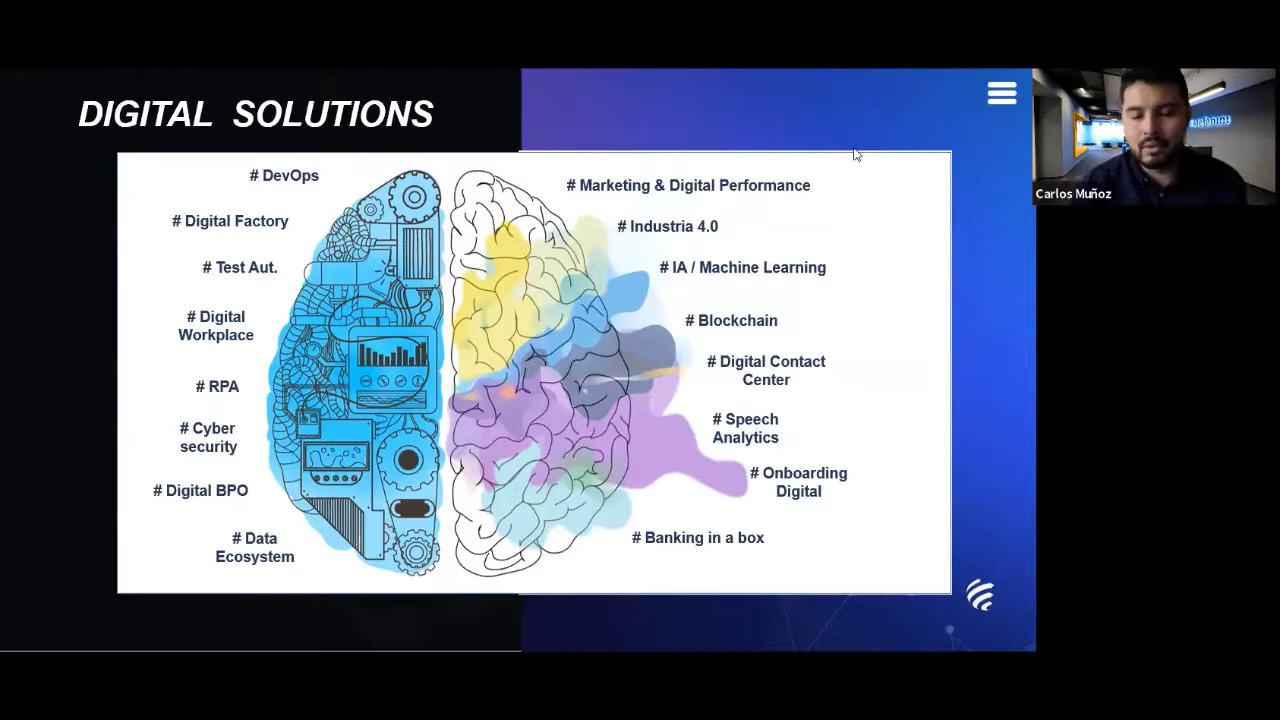 DIGITAL SOLUTIONS
# DevOps
# Digital Factory
# Test Aut.
# Digital
Workplace
# RPA
# Cyber
security
# Digital BPO
# Data
Ecosystem
# Marketing & Digital Performance
# Industria 4.0
# IA / Machine Learning
# Blockchain
# Digital Contact
Center
# Speech
Analytics
# Onboarding
Digital
# Banking in a box
Carlos Muñoz